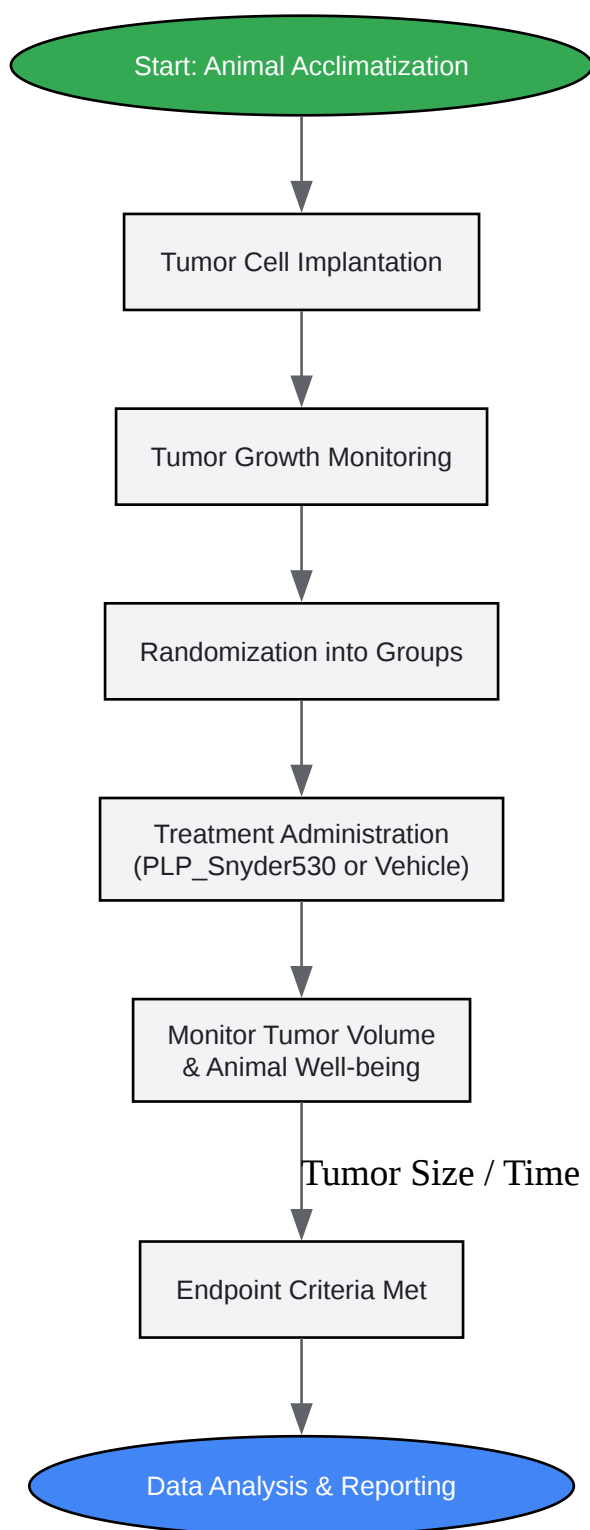 Start: Animal Acclimatization
Tumor Cell Implantation
Tumor Growth Monitoring
Randomization into Groups
Treatment Administration
(PLP_Snyder530 or Vehicle)
Monitor Tumor Volume
& Animal Well-being
Tumor Size / Time
Endpoint Criteria Met
Data Analysis & Reporting